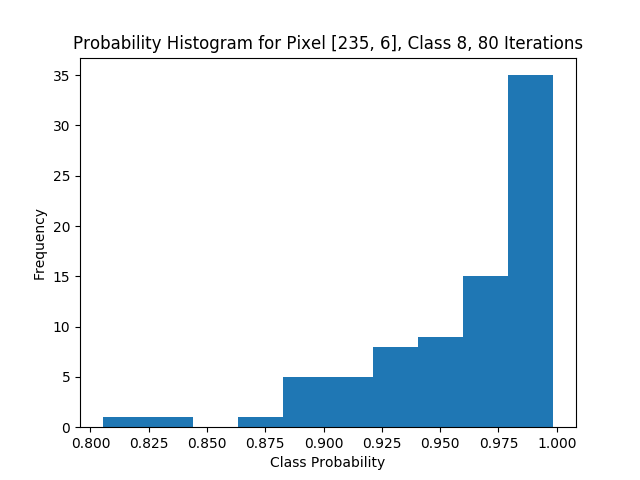 Probability Histogram for Pixel [235, 6], Class 8, 80 Iterations
35
30
25
20
15
10
5
0
Frequency
0.800 0.825 0.850 0.875 0.900 0.925 0.950 0.975 1.000
Class Probability